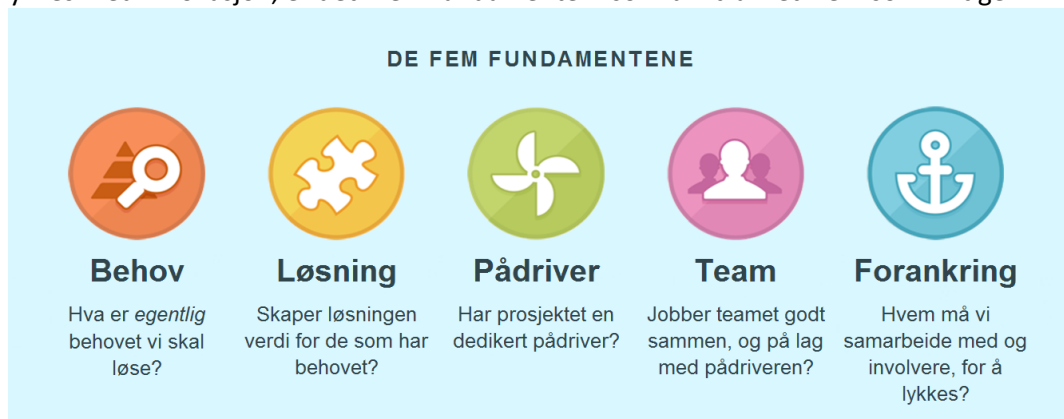 DE FEM FUNDAMENTENE
Behov
Hva er egentlig
behovet vi skal
løse?
Løsning
Skaper løsningen
verdi for de som har
behovet?
Pådriver
Har prosjektet en
dedikert pådriver?
Team
Jobber teamet godt
sammen, og på lag
med pådriveren?
Forankring
Hvem må vi
samarbeide med og
involvere, for å
lykkes?